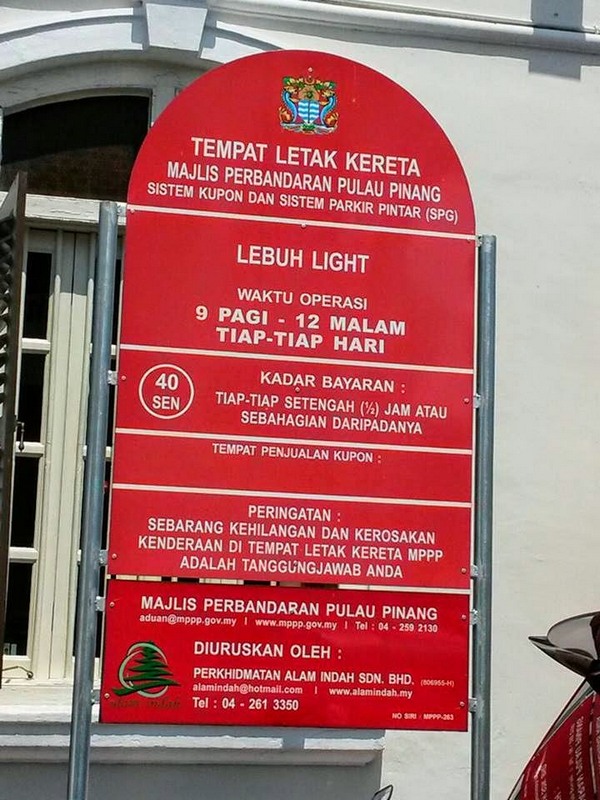 TEMPAT LETAK KERETA
MAJLIS PERBANDARAN PULAU PINANG
SISTEM KUPON DAN SISTEM PARKIR PINTAR (SPG)
LEBUH LIGHT
WAKTU OPERASI
9 PAGI - 12 MALAM
TIAP-TIAP HARI
40
SEN
KADAR BAYARAN :
TIAP-TIAP SETENGAH (½) JAM ATAU
SEBAHAGIAN DARIPADANYA
TEMPAT PENJUALAN KUPON :
PERINGATAN :
SEBARANG KEHILANGAN DAN KEROSAKAN
KENDERAAN DI TEMPAT LETAK KERETA MPPP
ADALAH TANGGUNGJAWAB ANDA
MAJLIS PERBANDARAN PULAU PINANG
aduan@mppp.gov.my | www.mppp.gov.my | Tel : 04 - 259 2130
DIURUSKAN OLEH :
PERKHIDMATAN ALAM INDAH SDN. BHD. (806955-H)
alamindah@hotmail.com | www.alamindah.my
Tel : 04 - 261 3350
NO SIRI : MPPP-263